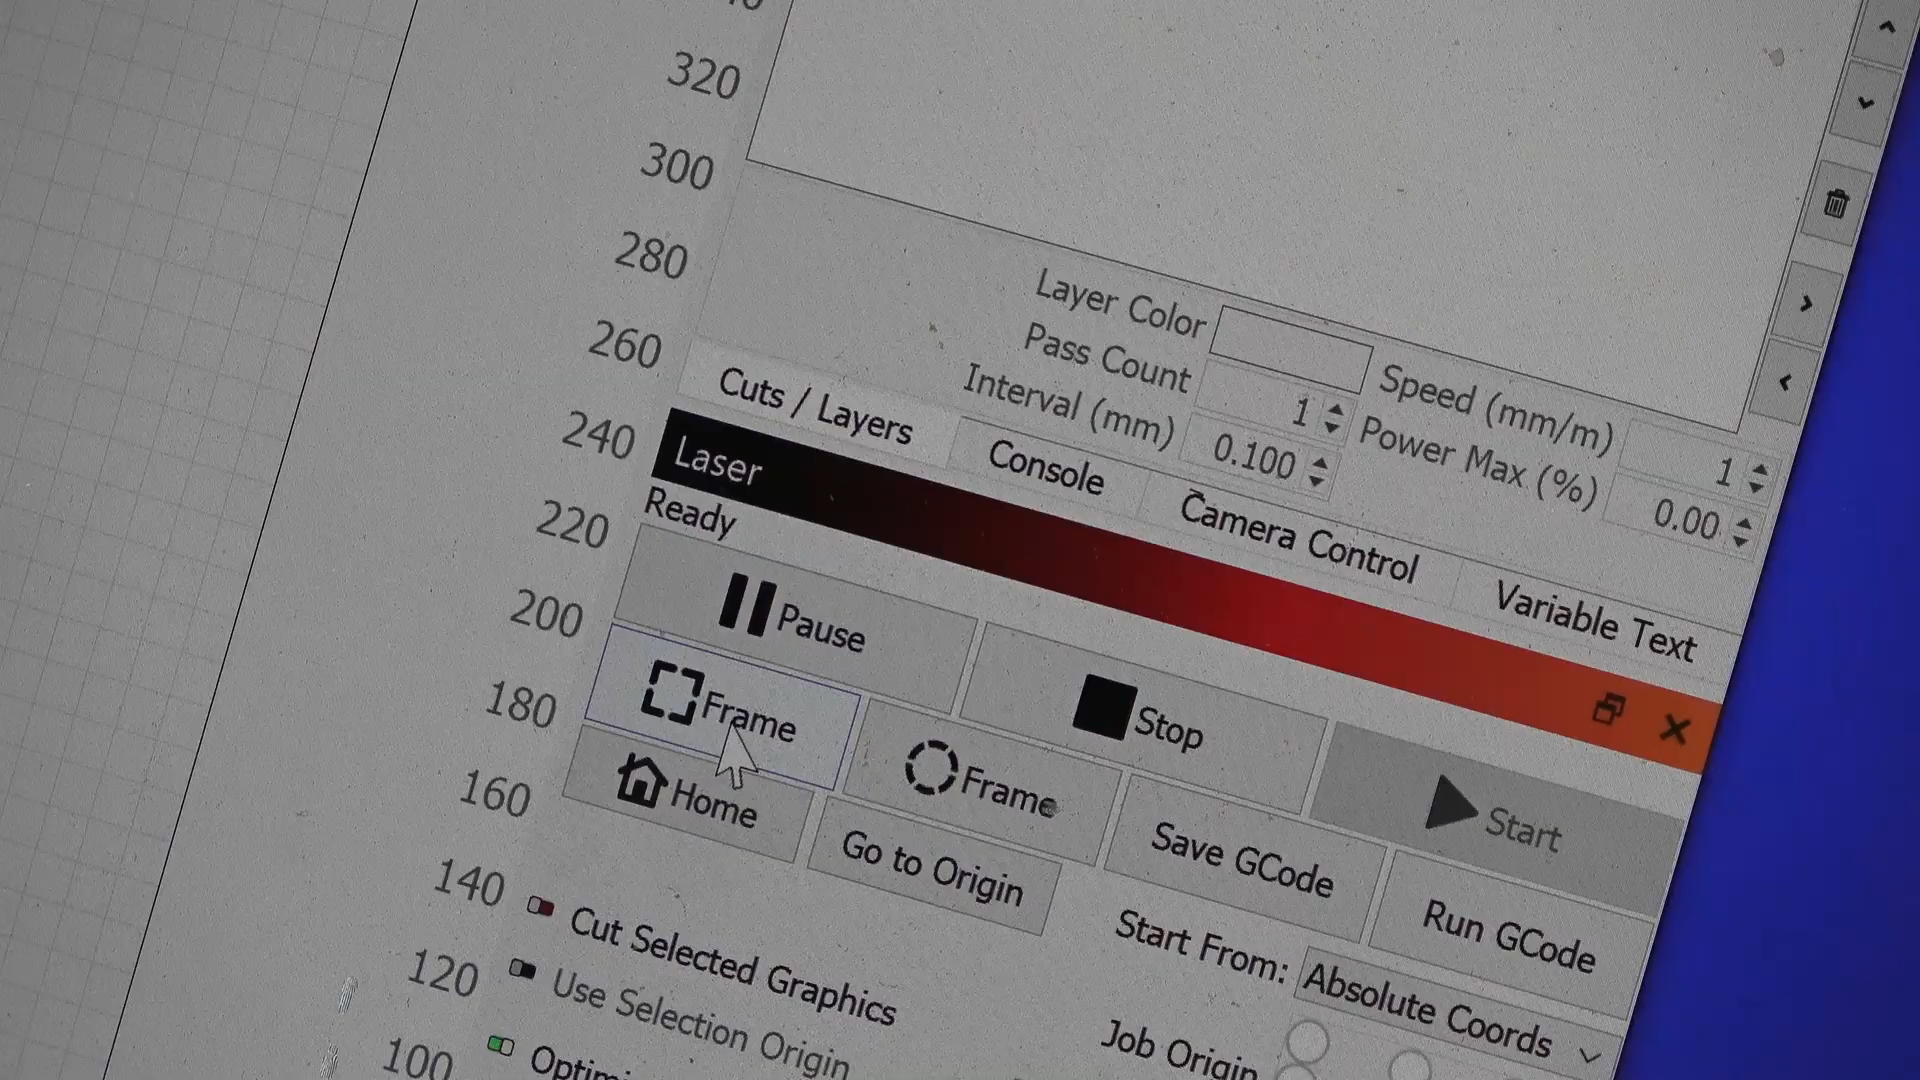 320
300
280
260
240
220
200
180
160
140
120
100
Layer Color
Speed (mm/m) 1
Pass Count 1
Power Max (%) 0.00
Interval (mm) 0.100
Cuts / Layers
Console
Camera Control
Variable Text
Laser
Ready
Pause
Stop
Start
Frame
Frame
Save GCode
Run GCode
Home
Go to Origin
Start From: Absolute Coords
Cut Selected Graphics
Use Selection Origin
Job Origin